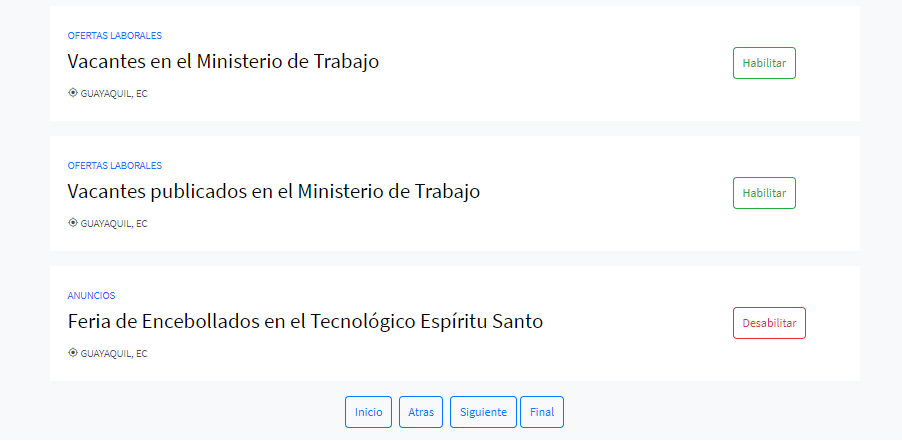 OFERTAS LABORALES
Vacantes en el Ministerio de Trabajo
Habilitar
GUAYAQUIL, EC
OFERTAS LABORALES
Vacantes publicados en el Ministerio de Trabajo
Habilitar
GUAYAQUIL, EC
ANUNCIOS
Feria de Encebollados en el Tecnológico Espíritu Santo
Desabilitar
GUAYAQUIL, EC
Inicio Atras Siguiente Final